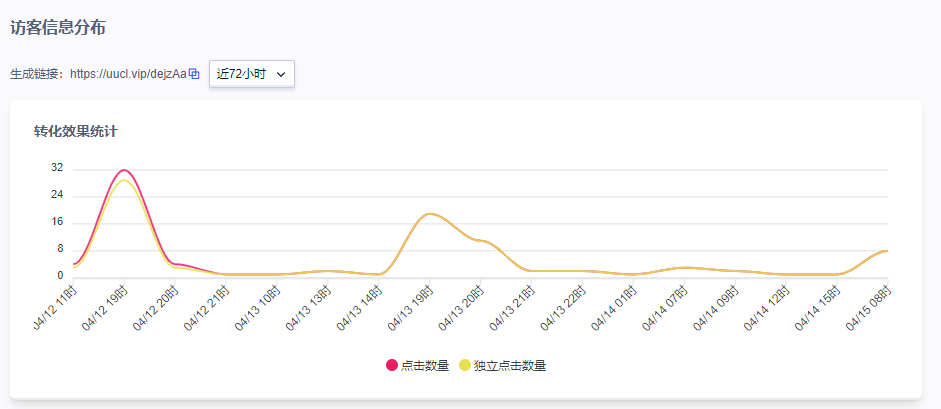 访客信息分布
生成链接：https://uucl.vip/dejzAa 近72小时
转化效果统计
32
24
16
8
0
04/12 11时
04/12 19时
04/12 20时
04/12 21时
04/13 10时
04/13 13时
04/13 14时
04/13 19时
04/13 20时
04/13 21时
04/13 22时
04/14 01时
04/14 07时
04/14 09时
04/14 12时
04/14 15时
04/15 08时
点击数量 独立点击数量